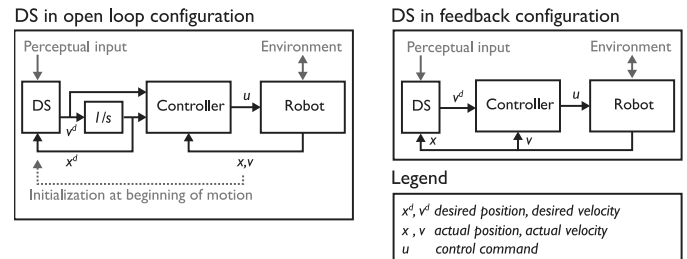 DS in open loop configuration
Perceptual input
Environment
DS
v^d
1/s
Controller
u
Robot
x^d
x,v
Initialization at beginning of motion
DS in feedback configuration
Perceptual input
Environment
DS
v^d
Controller
u
Robot
x
v
Legend
x^d, v^d desired position, desired velocity
x , v actual position, actual velocity
u control command